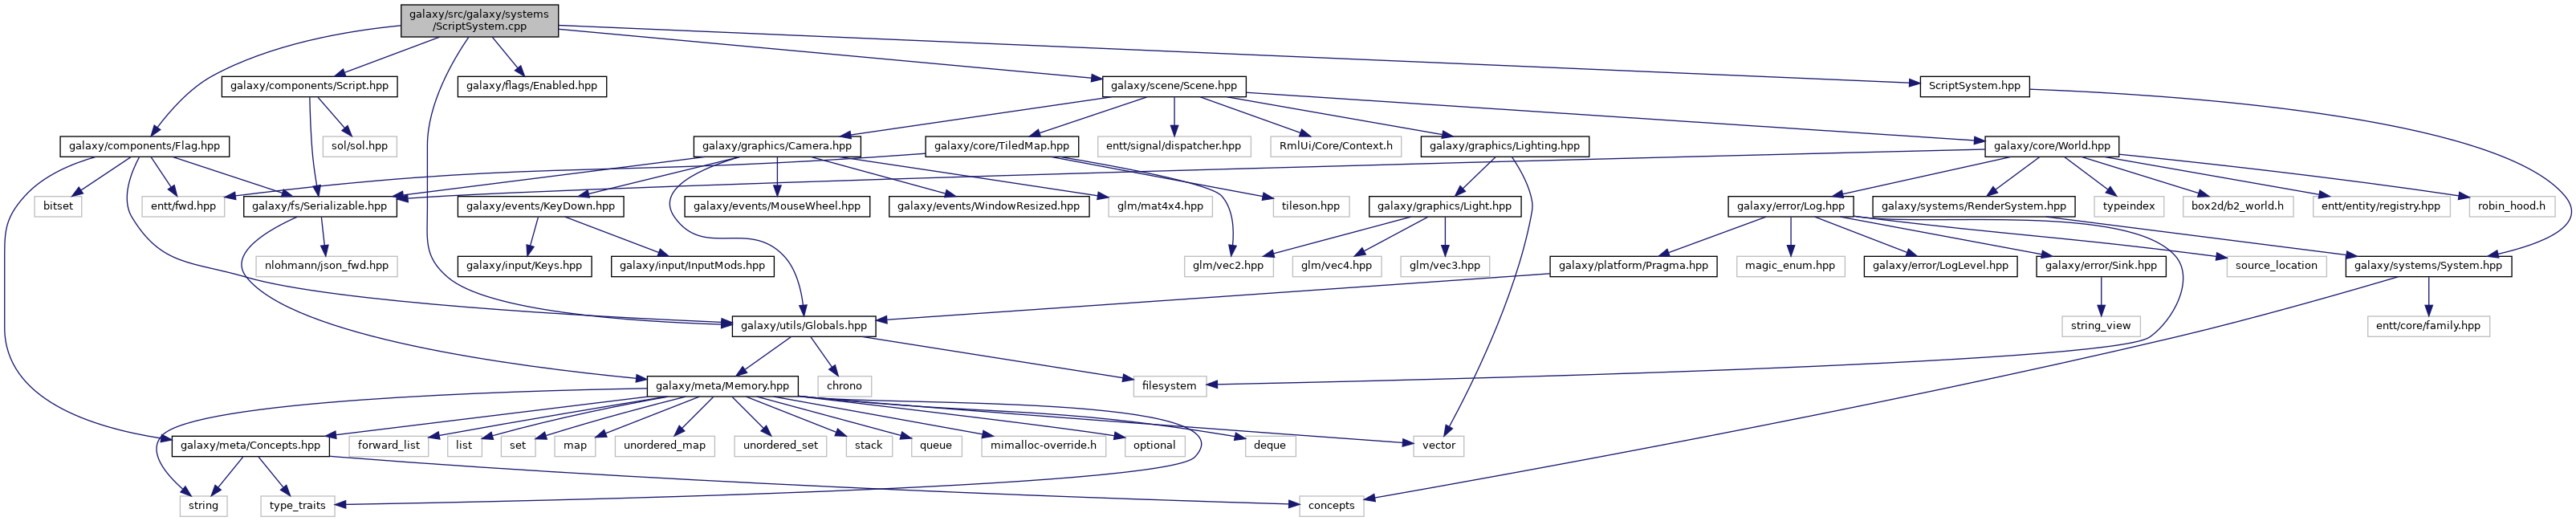 galaxy/src/galaxy/systems
/ScriptSystem.cpp
galaxy/components/Script.hpp
galaxy/flags/Enabled.hpp
galaxy/scene/Scene.hpp
ScriptSystem.hpp
galaxy/components/Flag.hpp
sol/sol.hpp
galaxy/graphics/Camera.hpp
galaxy/core/TiledMap.hpp
entt/signal/dispatcher.hpp
RmlUi/Core/Context.h
galaxy/graphics/Lighting.hpp
galaxy/core/World.hpp
bitset
entt/fwd.hpp
galaxy/fs/Serializable.hpp
galaxy/events/KeyDown.hpp
galaxy/events/MouseWheel.hpp
galaxy/events/WindowResized.hpp
glm/mat4x4.hpp
tileson.hpp
galaxy/graphics/Light.hpp
galaxy/error/Log.hpp
galaxy/systems/RenderSystem.hpp
typeindex
box2d/b2_world.h
entt/entity/registry.hpp
robin_hood.h
nlohmann/json_fwd.hpp
galaxy/input/Keys.hpp
galaxy/input/InputMods.hpp
glm/vec2.hpp
glm/vec4.hpp
glm/vec3.hpp
galaxy/platform/Pragma.hpp
magic_enum.hpp
galaxy/error/LogLevel.hpp
galaxy/error/Sink.hpp
source_location
galaxy/systems/System.hpp
galaxy/utils/Globals.hpp
string_view
entt/core/family.hpp
galaxy/meta/Memory.hpp
chrono
filesystem
galaxy/meta/Concepts.hpp
forward_list
list
set
map
unordered_map
unordered_set
stack
queue
mimalloc-override.h
optional
deque
vector
string
type_traits
concepts